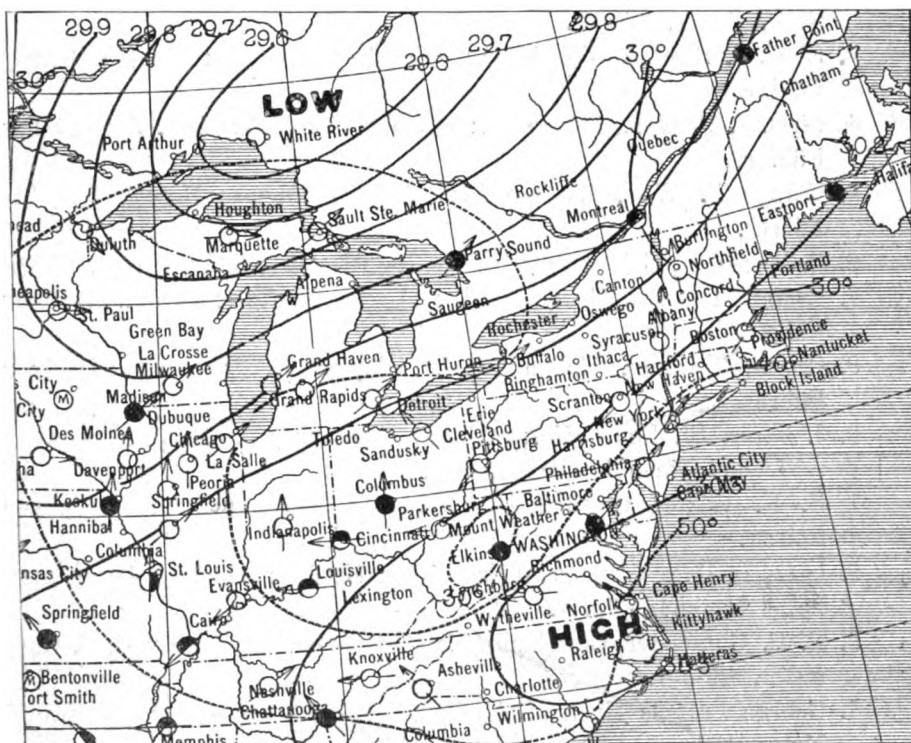 29.9 29.8 29.7 29.6 29.6 29.7 29.8 30°
Father Point
Chatham
30°
LOW
White River
Port Arthur
Quebec
Rockliffe
Montreal
Halifax
Eastport
Houghton
Sault Ste. Marie
Duluth
Marquette
Parry Sound
Burlington
Northfield
Escanaba
Alpena
Portland
Canton
30°
St. Paul
Saugeen
Concord
Green Bay
Rochester
Oswego
Albany
Boston
La Crosse
Syracuse
Providence
Milwaukee
Grand Haven
Port Huron
Buffalo
Ithaca
Hartford
40°
Nantucket
Binghamton
New Haven
Block Island
Madison
Grand Rapids
Detroit
Erie
Scranton
Dubuque
New York
Des Moines
Chicago
Toledo
Cleveland
Sandusky
Pittsburg
Harrisburg
Davenport
La Salle
Philadelphia
Peoria
Columbus
Atlantic City
Keokuk
Springfield
Parkersburg
Baltimore
Cape May
Hannibal
Indianapolis
Cincinnati
Mount Weather
WASHINGTON
50°
Columbia
Elkins
St. Louis
Richmond
Evansville
Louisville
Lynchburg
Cape Henry
Lexington
30°
Springfield
Cairo
Wytheville
Norfolk
Kittyhawk
HIGH
Raleigh
Knoxville
Hatteras
Bentonville
Asheville
Nashville
Charlotte
Chattanooga
Columbia
Wilmington
Memphis